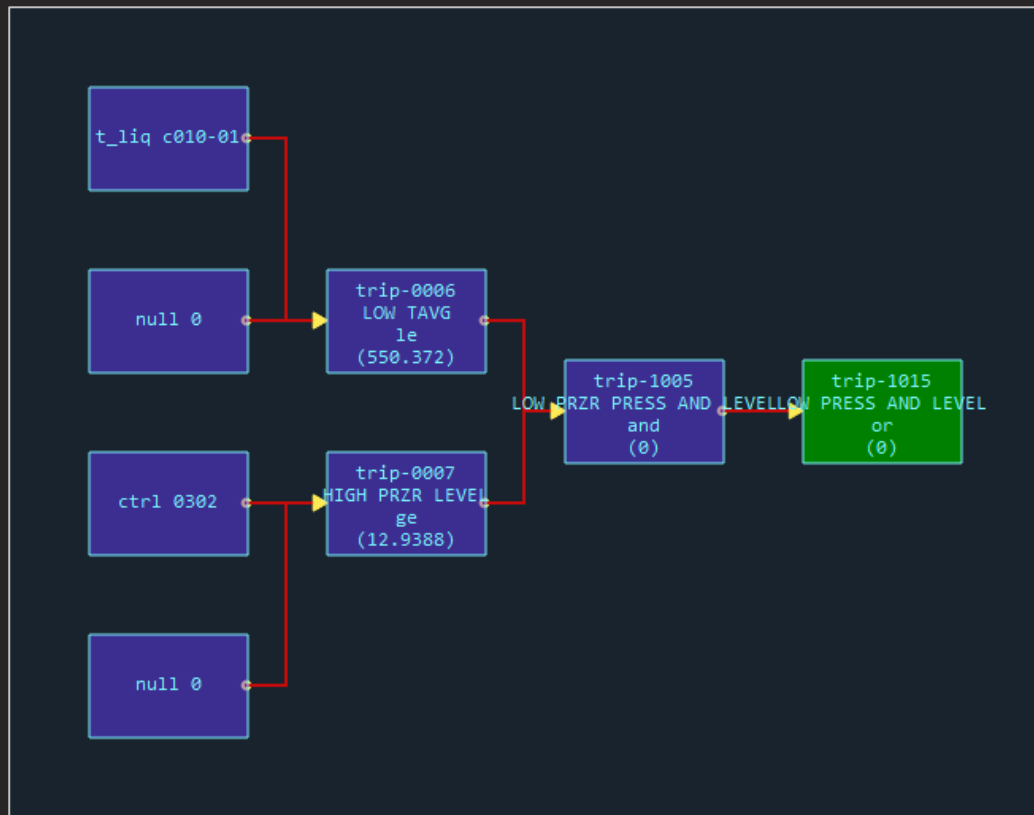 t_liq c010-01
null 0
trip-0006
LOW TAVG
le
(550.372)
ctrl 0302
trip-0007
HIGH PRZR LEVEL
ge
(12.9388)
null 0
trip-1005
LOW PRZR PRESS AND LEVEL
and
(0)
trip-1015
LOW PRESS AND LEVEL
or
(0)